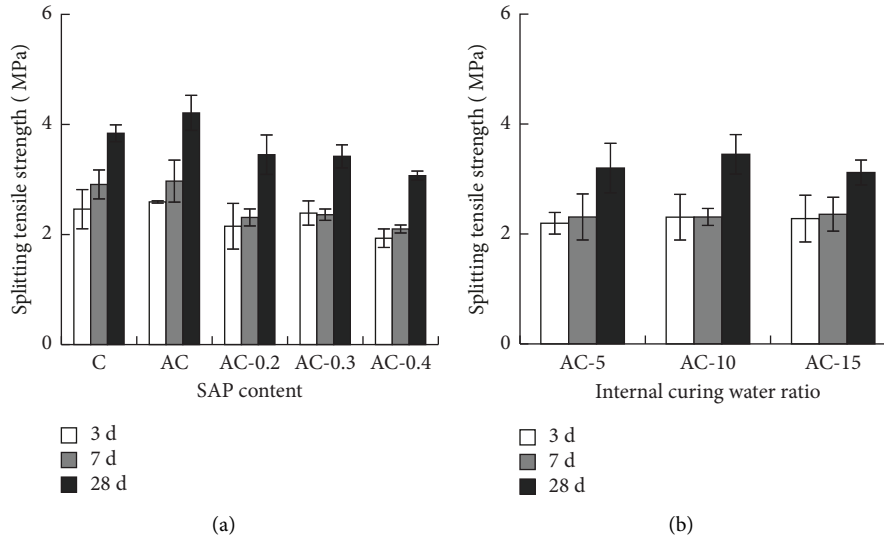 6
4
2
0
Splitting tensile strength ( MPa)
C
AC
AC-0.2
AC-0.3
AC-0.4
SAP content
3 d
7 d
28 d
(a)
6
4
2
0
Splitting tensile strength ( MPa)
AC-5
AC-10
AC-15
Internal curing water ratio
3 d
7 d
28 d
(b)